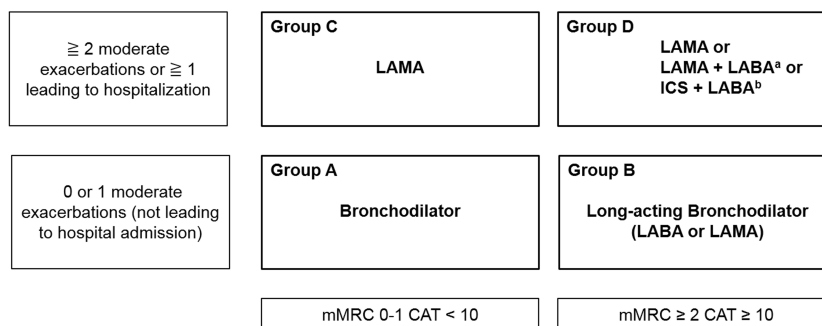 Group C
Group D
≧ 2 moderate
exacerbations or ≧ 1
leading to hospitalization
LAMA
LAMA or
LAMA + LABAᵃ or
ICS + LABAᵇ
Group A
Group B
0 or 1 moderate
exacerbations (not leading
to hospital admission)
Bronchodilator
Long-acting Bronchodilator
(LABA or LAMA)
mMRC 0-1 CAT < 10
mMRC ≥ 2 CAT ≥ 10